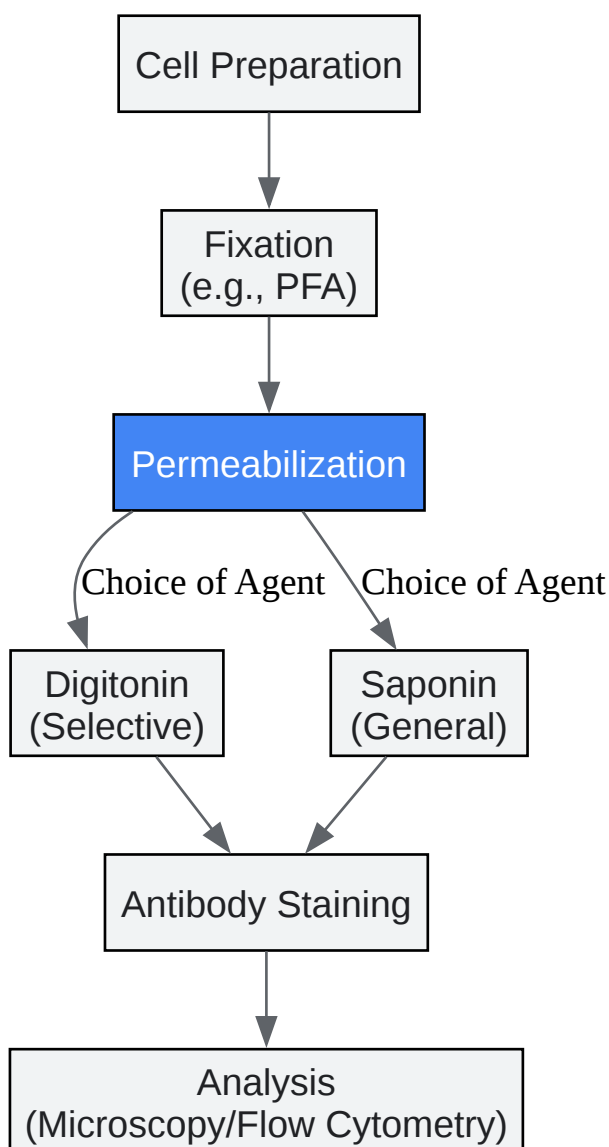 Cell Preparation
Fixation
(e.g., PFA)
Permeabilization
Choice of Agent
Choice of Agent
Digitonin
(Selective)
Saponin
(General)
Antibody Staining
Analysis
(Microscopy/Flow Cytometry)